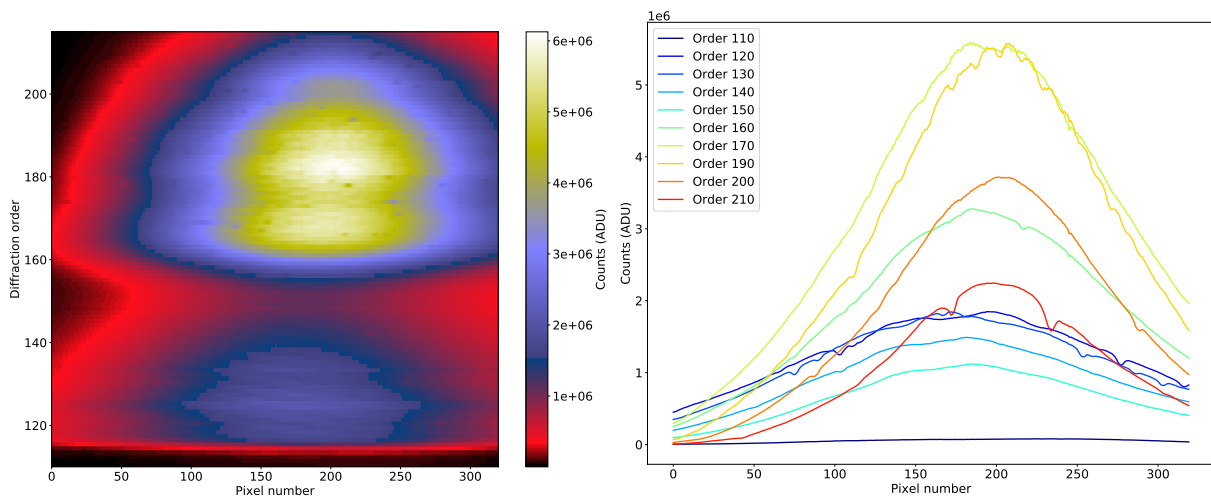 200
180
160
140
120
Diffraction order
0 50 100 150 200 250 300
Pixel number
6e+06
5e+06
4e+06
3e+06
2e+06
1e+06
Counts (ADU)
1e6
5
4
3
2
1
0
Counts (ADU)
Order 110
Order 120
Order 130
Order 140
Order 150
Order 160
Order 170
Order 190
Order 200
Order 210
0 50 100 150 200 250 300
Pixel number